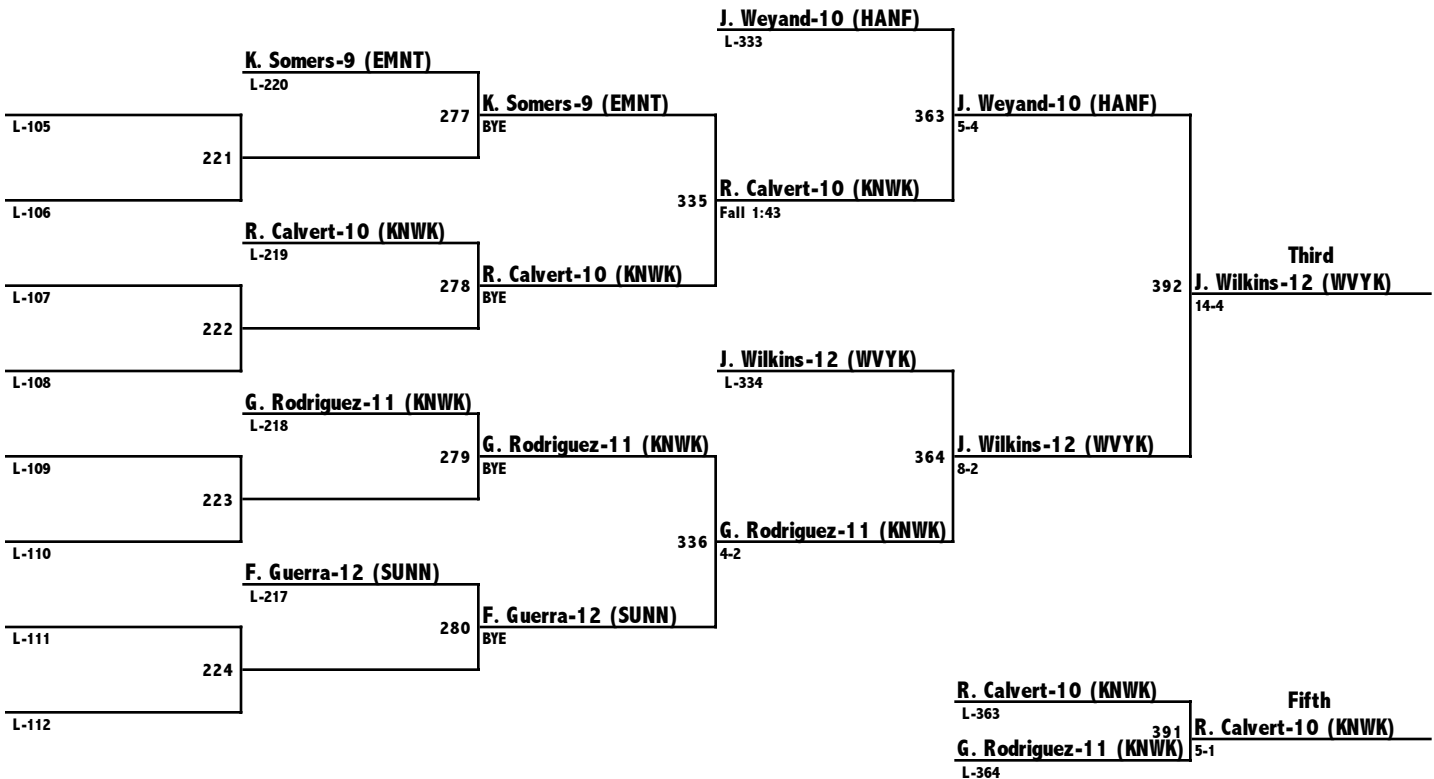 J. Weyand-10 (HANF)
L-333
K. Somers-9 (EMNT)
L-220
277
K. Somers-9 (EMNT)
BYE
363
J. Weyand-10 (HANF)
5-4
L-105
221
L-106
335
R. Calvert-10 (KNWK)
Fall 1:43
R. Calvert-10 (KNWK)
L-219
278
R. Calvert-10 (KNWK)
BYE
L-107
222
L-108
Third
392
J. Wilkins-12 (WVYK)
14-4
J. Wilkins-12 (WVYK)
L-334
G. Rodriguez-11 (KNWK)
L-218
279
G. Rodriguez-11 (KNWK)
BYE
364
J. Wilkins-12 (WVYK)
8-2
L-109
223
L-110
336
G. Rodriguez-11 (KNWK)
4-2
F. Guerra-12 (SUNN)
L-217
280
F. Guerra-12 (SUNN)
BYE
L-111
224
L-112
R. Calvert-10 (KNWK)
L-363
Fifth
391
R. Calvert-10 (KNWK)
5-1
G. Rodriguez-11 (KNWK)
L-364